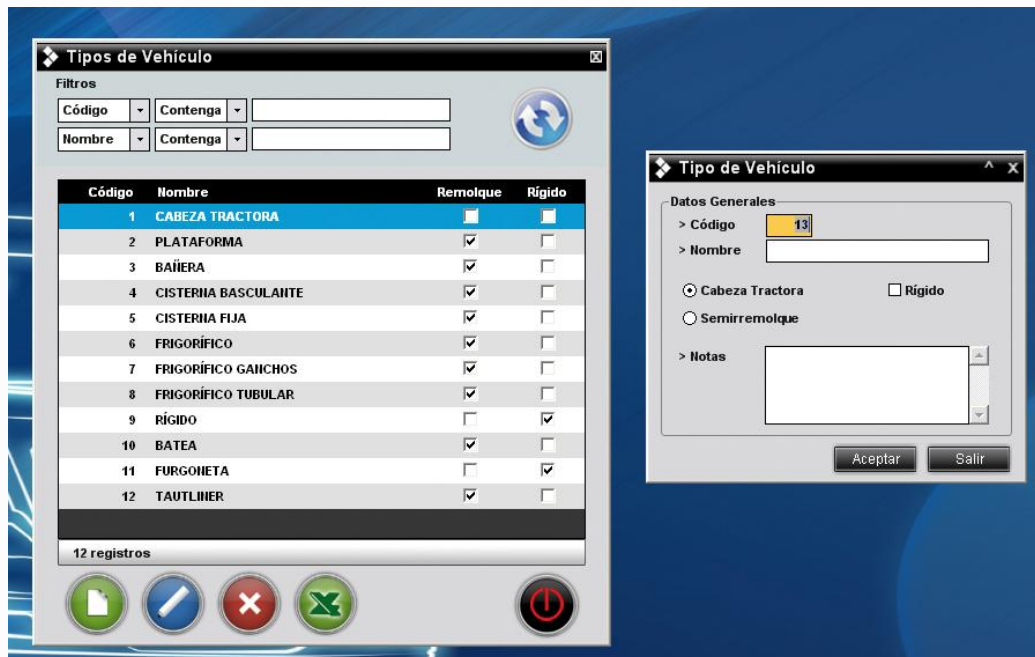 Tipos de Vehículo
Filtros
Código Contenga
Nombre Contenga
Código Nombre Remolque Rígido
1 CABEZA TRACTORA
2 PLATAFORMA
3 BAÑERA
4 CISTERNA BASCULANTE
5 CISTERNA FIJA
6 FRIGORÍFICO
7 FRIGORÍFICO GANCHOS
8 FRIGORÍFICO TUBULAR
9 RÍGIDO
10 BATEA
11 FURGONETA
12 TAUTLINER
12 registros
Tipo de Vehículo
Datos Generales
> Código 13
> Nombre
Cabeza Tractora Rígido
Semirremolque
> Notas
Aceptar Salir